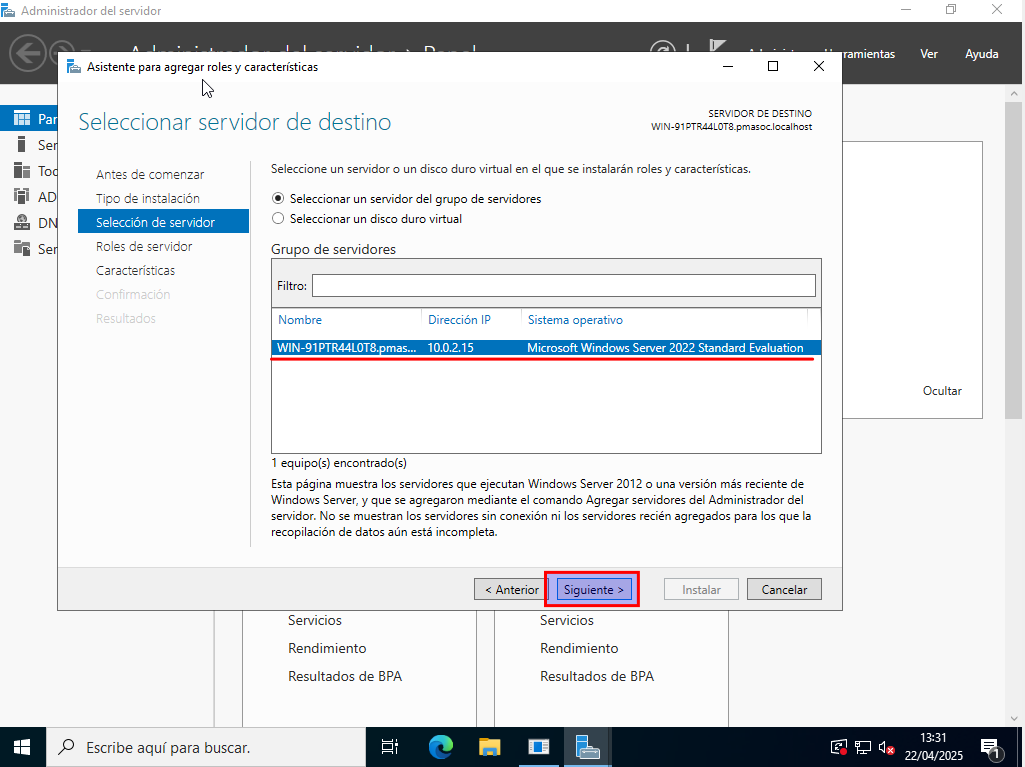 Administrador del servidor
Ver
Ayuda
Asistente para agregar roles y características
Seleccionar servidor de destino
SERVIDOR DE DESTINO
WIN-91PTR44L0T8.pmasoc.localhost
Par
Ser
Too
AD
DN
Ser
Antes de comenzar
Tipo de instalación
Selección de servidor
Roles de servidor
Características
Confirmación
Resultados
Seleccione un servidor o un disco duro virtual en el que se instalarán roles y características.
Seleccionar un servidor del grupo de servidores
Seleccionar un disco duro virtual
Grupo de servidores
Filtro:
Nombre Dirección IP Sistema operativo
WIN-91PTR44L0T8.pmas... 10.0.2.15 Microsoft Windows Server 2022 Standard Evaluation
Ocultar
1 equipo(s) encontrado(s)
Esta página muestra los servidores que ejecutan Windows Server 2012 o una versión más reciente de
Windows Server, y que se agregaron mediante el comando Agregar servidores del Administrador del
servidor. No se muestran los servidores sin conexión ni los servidores recién agregados para los que la
recopilación de datos aún está incompleta.
< Anterior Siguiente > Instalar Cancelar
Servicios Servicios
Rendimiento Rendimiento
Resultados de BPA Resultados de BPA
Escribe aquí para buscar.
13:31
22/04/2025
1